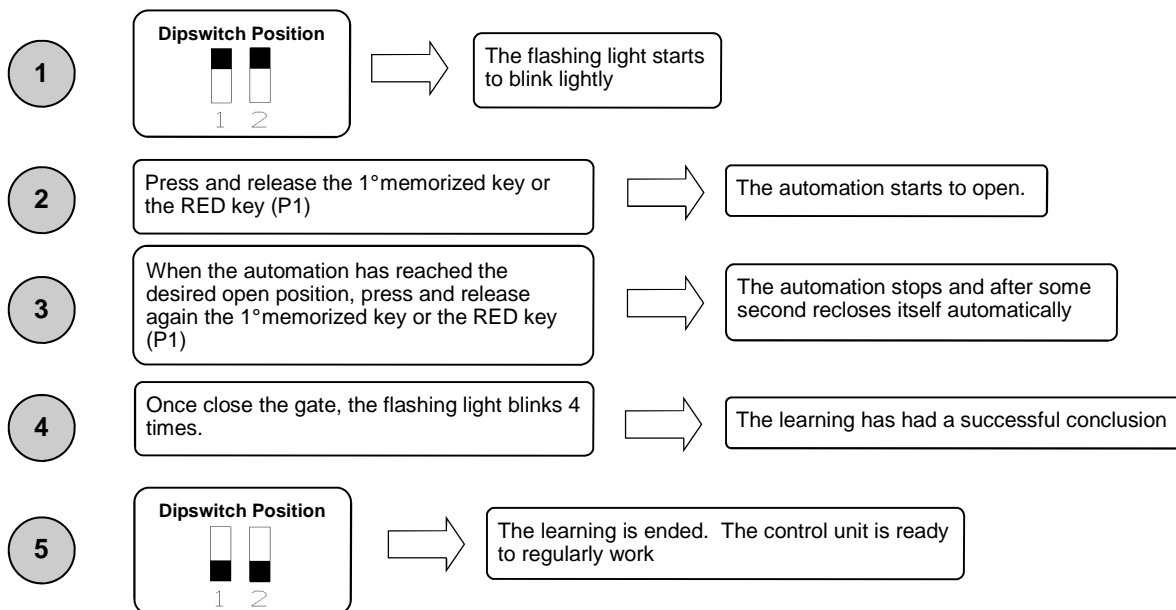 1
Dipswitch Position
1 2
The flashing light starts
to blink lightly
2
Press and release the 1°memorized key or
the RED key (P1)
The automation starts to open.
3
When the automation has reached the
desired open position, press and release
again the 1°memorized key or the RED key
(P1)
The automation stops and after some
second recloses itself automatically
4
Once close the gate, the flashing light blinks 4
times.
The learning has had a successful conclusion
5
Dipswitch Position
1 2
The learning is ended. The control unit is ready
to regularly work